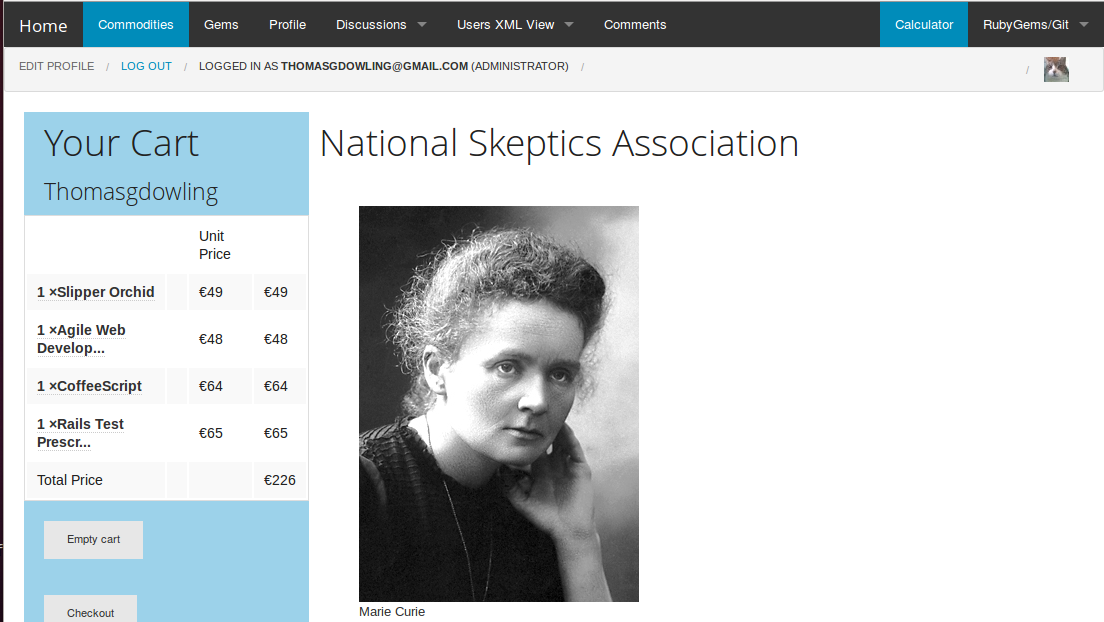 Home Commodities Gems Profile Discussions Users XML View Comments Calculator RubyGems/Git
EDIT PROFILE / LOG OUT / LOGGED IN AS THOMASGDOWLING@GMAIL.COM (ADMINISTRATOR) / /
Your Cart
Thomasgdowling
Unit
Price
1 ×Slipper Orchid €49 €49
1 ×Agile Web
Develop... €48 €48
1 ×CoffeeScript €64 €64
1 ×Rails Test
Prescr... €65 €65
Total Price €226
Empty cart
Checkout
National Skeptics Association
Marie Curie